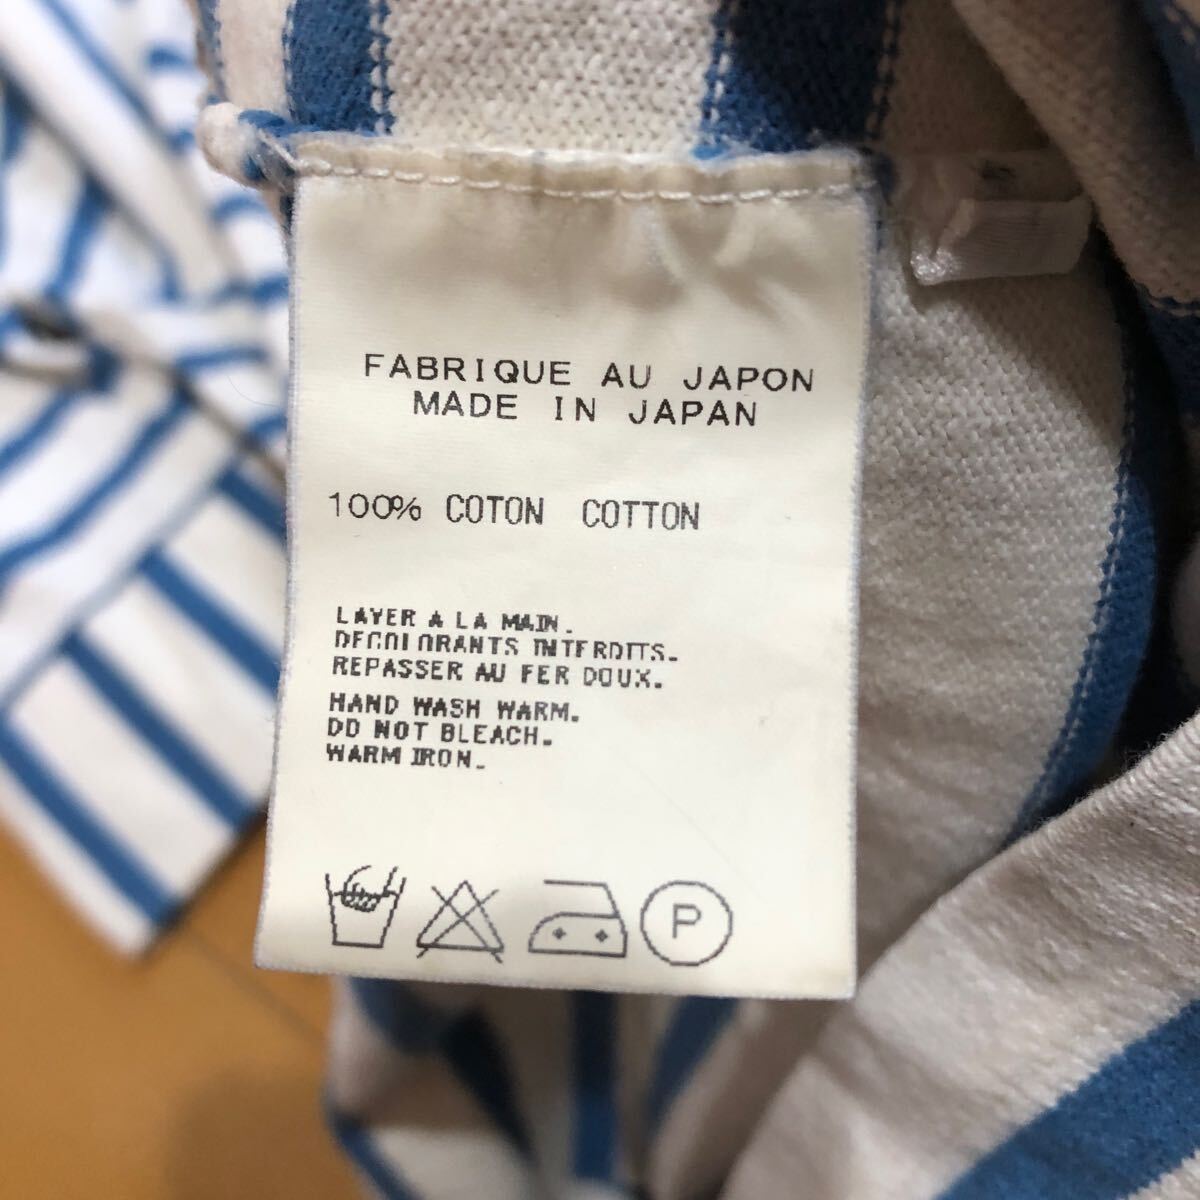 FABRIQUE AU JAPON
MADE IN JAPAN
100% COTON COTTON
LAVER A LA MAIN.
DECOLORANTS INTERDITS.
REPASSER AU FER DOUX.
HAND WASH WARM.
DO NOT BLEACH.
WARM IRON.
P